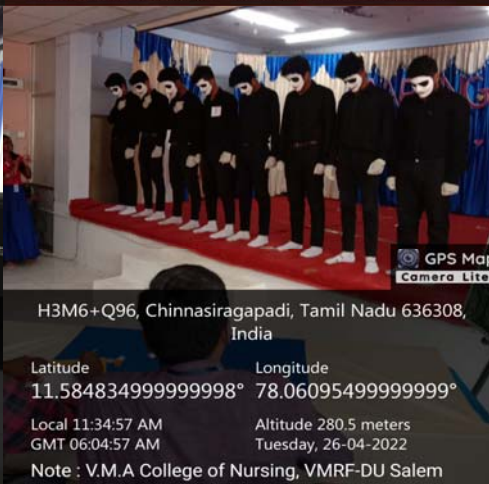 GPS Map
Camera Lite
H3M6+Q96, Chinnasiragapadi, Tamil Nadu 636308,
India
Latitude
11.584834999999998°
Longitude
78.06095499999999°
Local 11:34:57 AM
GMT 06:04:57 AM
Altitude 280.5 meters
Tuesday, 26-04-2022
Note : V.M.A College of Nursing, VMRF-DU Salem